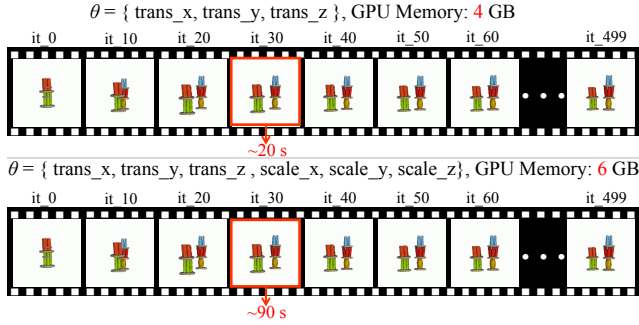 θ = { trans_x, trans_y, trans_z }, GPU Memory: 4 GB
it_0 it_10 it_20 it_30 it_40 it_50 it_60 it_499
~20 s
θ = { trans_x, trans_y, trans_z , scale_x, scale_y, scale_z}, GPU Memory: 6 GB
it_0 it_10 it_20 it_30 it_40 it_50 it_60 it_499
~90 s